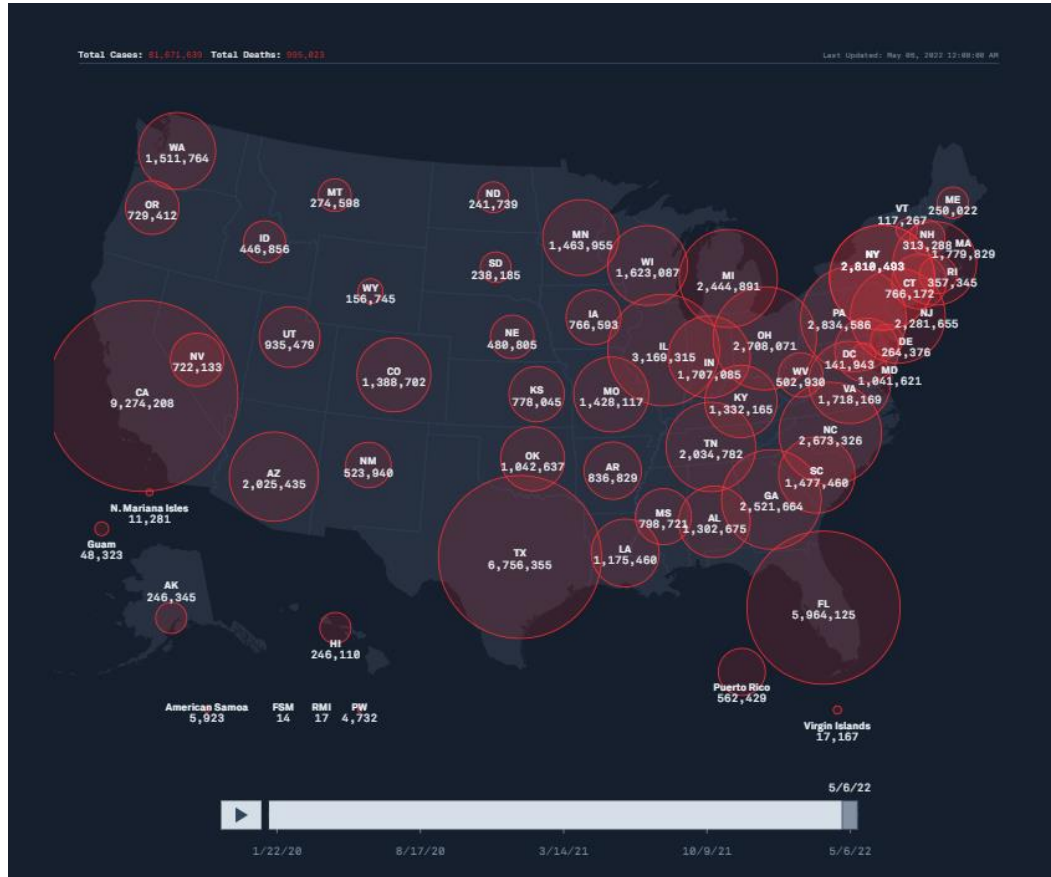 Total Cases: 81,671,639 Total Deaths: 995,023
Last Updated: May 06, 2022 12:00:00 AM
WA
1,511,764
MT
274,598
ND
241,739
ME
250,022
OR
729,412
VT
117,267
ID
446,856
MN
1,463,955
NH
313,288
MA
1,779,829
WI
1,623,087
SD
238,185
NY
MI
2,444,891
RI
357,345
WY
156,745
CT
766,172
IA
766,593
PA
2,834,586
NJ
2,281,655
UT
935,479
NE
480,805
OH
2,708,071
DE
264,376
NV
722,133
IL
3,169,315
IN
1,707,085
DC
141,943
CO
1,388,702
WV
502,930
MD
1,041,621
CA
9,274,208
KS
778,045
MO
1,428,117
KY
1,332,165
VA
1,718,169
NC
2,673,326
TN
2,034,782
OK
1,042,637
NM
523,940
AR
836,829
AZ
2,025,435
SC
1,477,460
GA
2,521,664
N. Mariana Isles
11,281
MS
798,721
AL
1,302,675
Guam
48,323
TX
6,756,355
LA
1,175,460
AK
246,345
FL
5,964,125
HI
246,110
Puerto Rico
562,429
American Samoa
5,923
FSM
14
RMI
17
PW
4,732
Virgin Islands
17,167
5/6/22
1/22/20 8/17/20 3/14/21 10/9/21 5/6/22